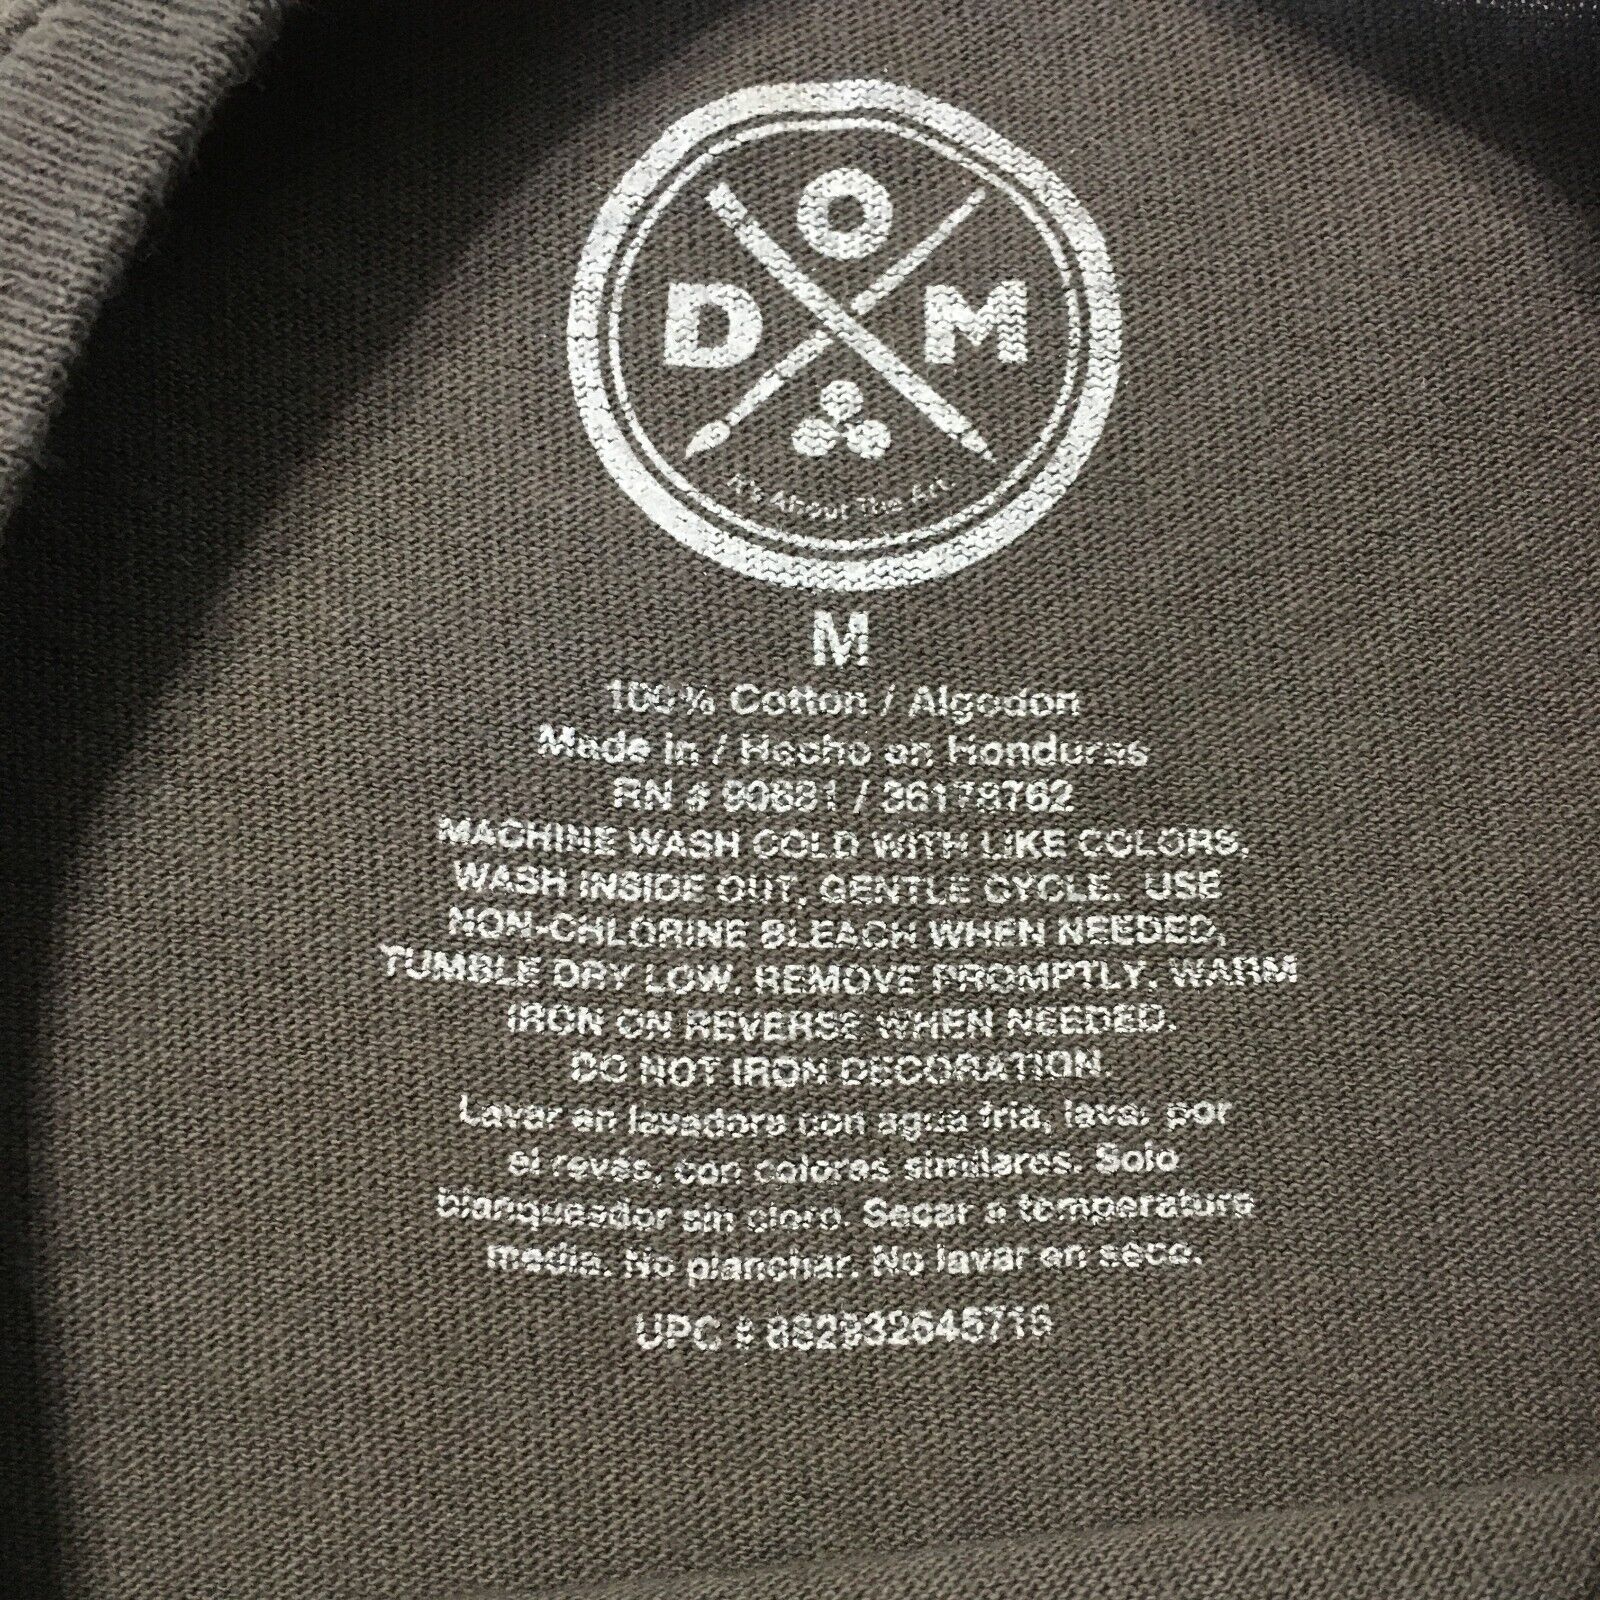 D O M
It's About The Art
M
100% Cotton / Algodon
Made in / Hecho en Honduras
RN # 90681 / 36178762
MACHINE WASH COLD WITH LIKE COLORS,
WASH INSIDE OUT, GENTLE CYCLE. USE
NON-CHLORINE BLEACH WHEN NEEDED,
TUMBLE DRY LOW. REMOVE PROMPTLY. WARM
IRON ON REVERSE WHEN NEEDED.
DO NOT IRON DECORATION.
Lavar en lavadora con agua fria, lavar por
el revés, con colores similares. Solo
blanqueador sin cloro. Secar a temperatura
media. No planchar. No lavar en seco.
UPC # 882932645716